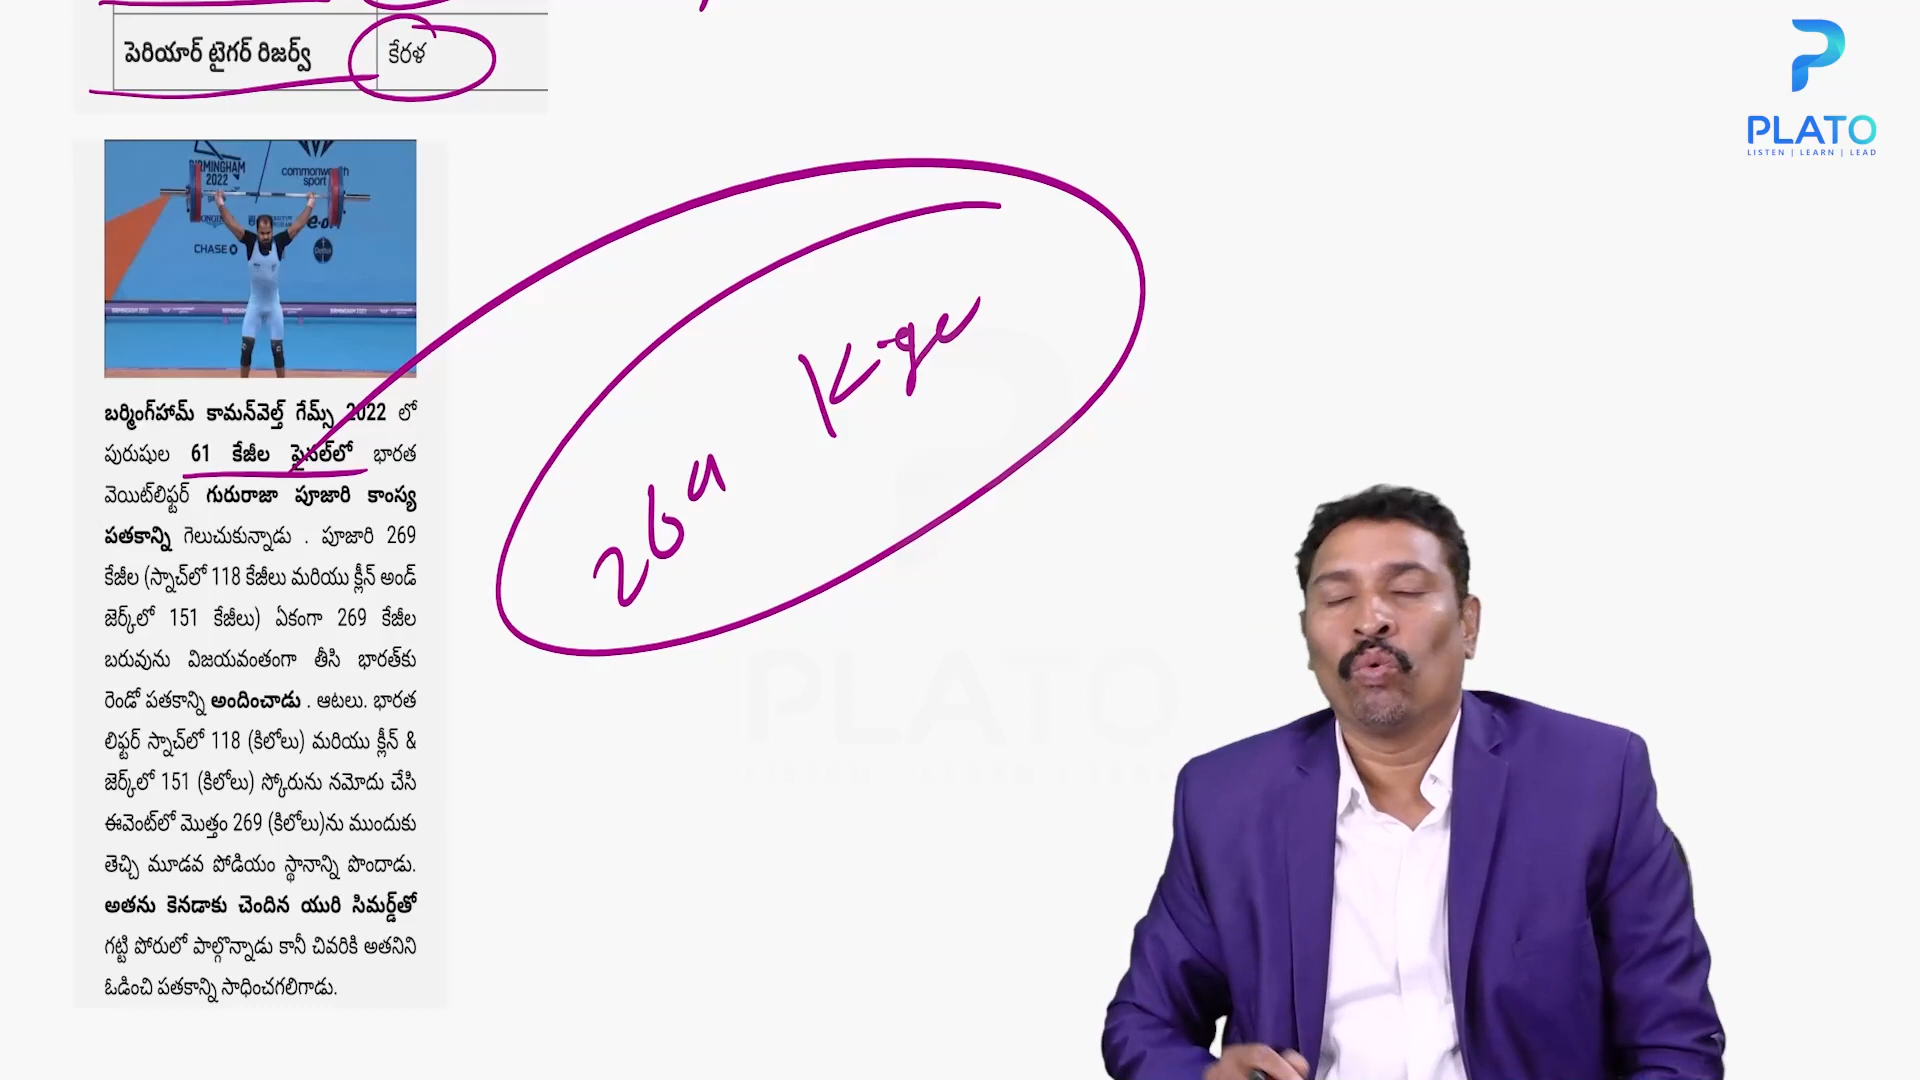 పెరియార్ టైగర్ రిజర్వ్ కేరళ
PLATO
LISTEN | LEARN | LEAD
BIRMINGHAM
2022
commonwealth
sport
CHASE
బర్మింగ్‌హామ్ కామన్‌వెల్త్ గేమ్స్ 2022 లో
పురుషుల 61 కేజీల ఫైనల్‌లో భారత
వెయిట్‌లిఫ్టర్ గురురాజా పూజారి కాంస్య
పతకాన్ని గెలుచుకున్నాడు . పూజారి 269
కేజీల (స్నాచ్‌లో 118 కేజీలు మరియు క్లీన్ అండ్
జెర్క్‌లో 151 కేజీలు) ఏకంగా 269 కేజీల
బరువును విజయవంతంగా తీసి భారత్‌కు
రెండో పతకాన్ని అందించాడు . ఆటలు. భారత
లిఫ్టర్ స్నాచ్‌లో 118 (కిలోలు) మరియు క్లీన్ &
జెర్క్‌లో 151 (కిలోలు) స్కోరును నమోదు చేసి
ఈవెంట్‌లో మొత్తం 269 (కిలోలు)ను ముందుకు
తెచ్చి మూడవ పోడియం స్థానాన్ని పొందాడు.
అతను కెనడాకు చెందిన యురి సిమర్డ్‌తో
గట్టి పోరులో పాల్గొన్నాడు కానీ చివరికి అతనిని
ఓడించి పతకాన్ని సాధించగలిగాడు.
269
PLATO